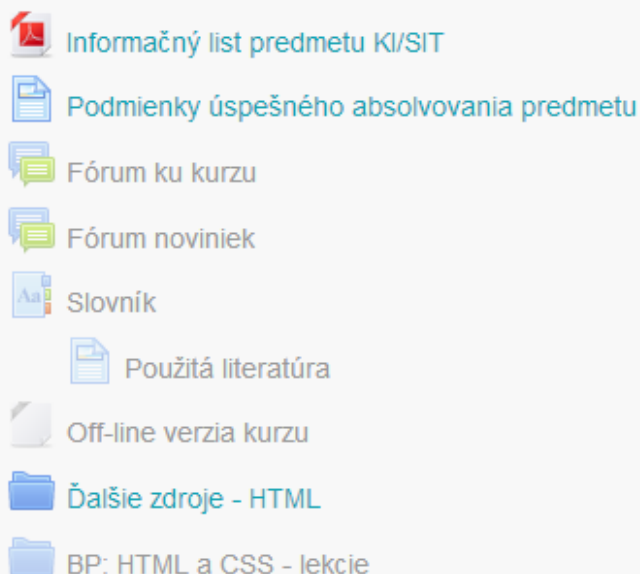 Informačný list predmetu KI/SIT
Podmienky úspešného absolvovania predmetu
Fórum ku kurzu
Fórum noviniek
Aa
Slovník
Použitá literatúra
Off-line verzia kurzu
Ďalšie zdroje - HTML
BP: HTML a CSS - lekcie